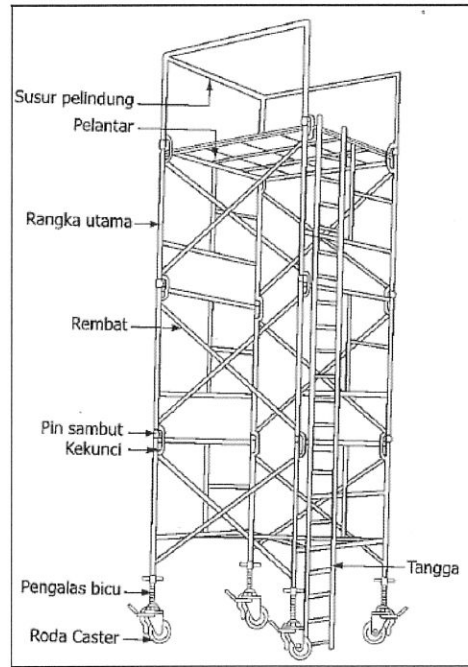 Susur pelindung
Pelantar
Rangka utama
Rembat
Pin sambut
Kekunci
Tangga
Pengalas bicu
Roda Caster